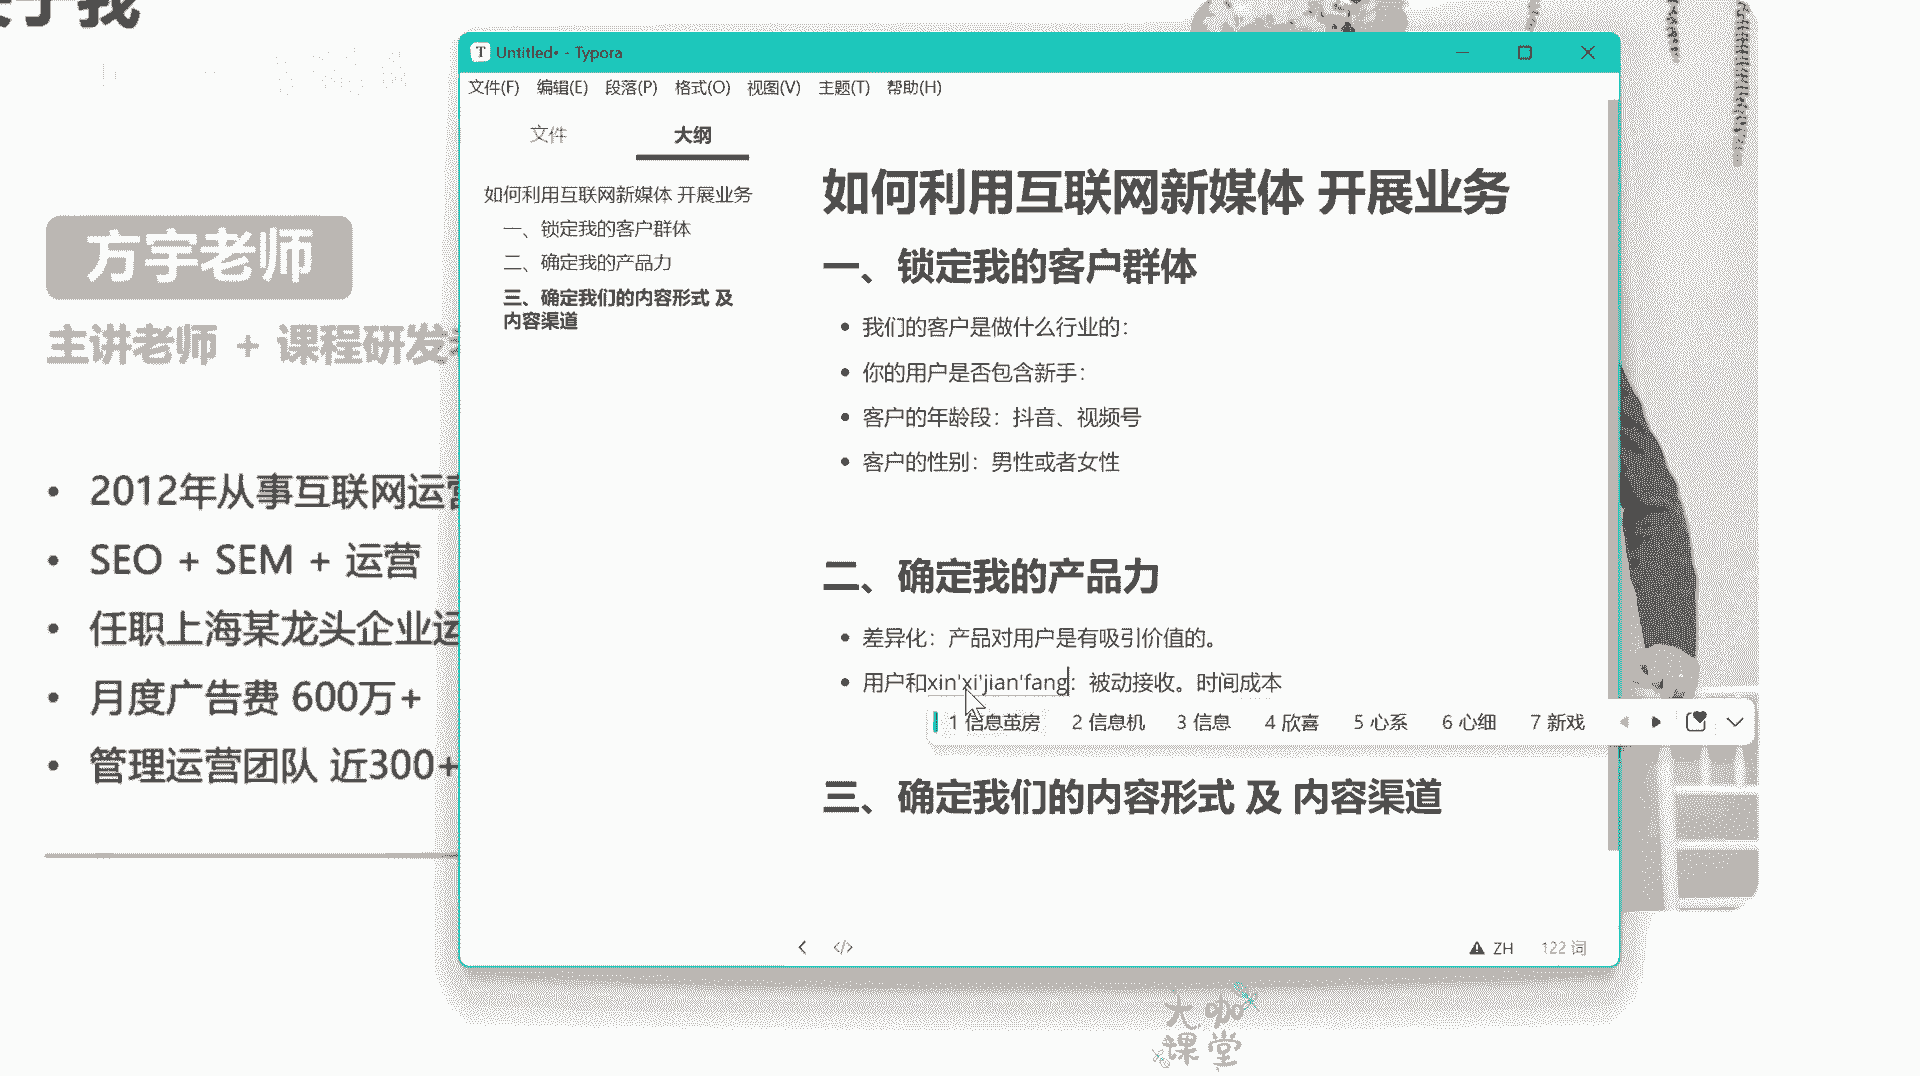 方宇老师
主讲老师 + 课程研发
2012年从事互联网运营
SEO + SEM + 运营
任职上海某龙头企业运
月度广告费 600万+
管理运营团队 近300+
Untitled• - Typora
文件(F) 编辑(E) 段落(P) 格式(O) 视图(V) 主题(T) 帮助(H)
文件 大纲
如何利用互联网新媒体 开展业务
一、锁定我的客户群体
二、确定我的产品力
三、确定我们的内容形式 及
内容渠道
如何利用互联网新媒体 开展业务
一、锁定我的客户群体
我们的客户是做什么行业的：
你的用户是否包含新手：
客户的年龄段：抖音、视频号
客户的性别：男性或者女性
二、确定我的产品力
差异化：产品对用户是有吸引价值的。
用户和xin'xi'jian'fang：被动接收。时间成本
1 信息茧房 2 信息机 3 信息 4 欣喜 5 心系 6 心细 7 新戏
三、确定我们的内容形式 及 内容渠道
</> ZH 122 词
大咖
课堂